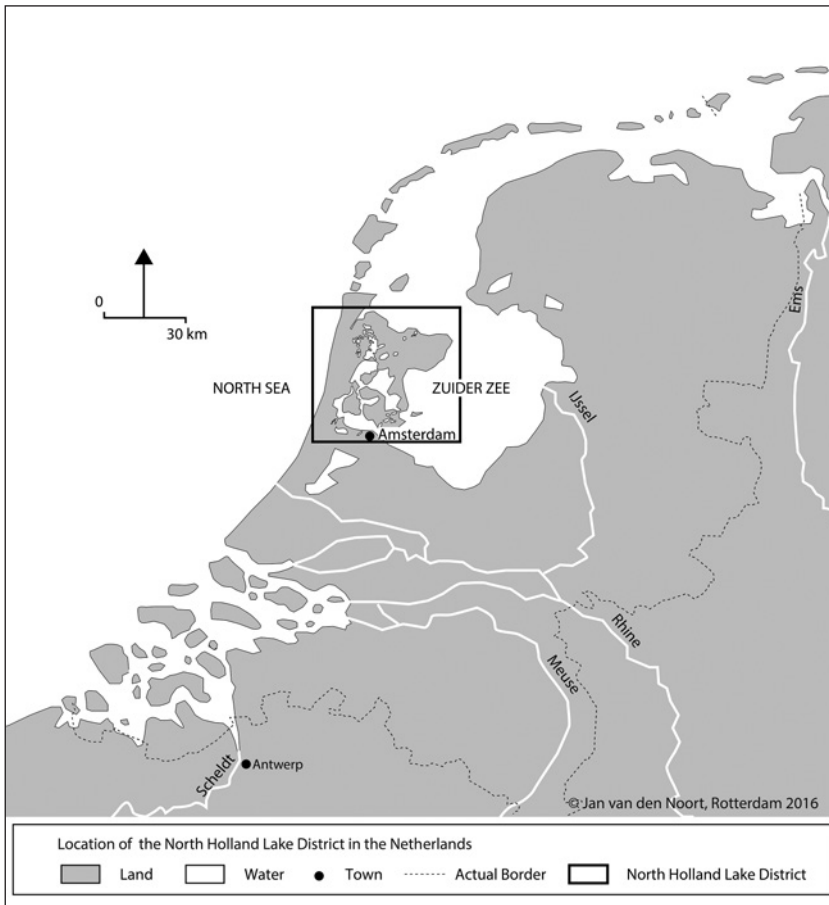 Ems
0
30 km
NORTH SEA
ZUIDER ZEE
IJssel
Amsterdam
Rhine
Meuse
Scheldt
Antwerp
© Jan van den Noort, Rotterdam 2016
Location of the North Holland Lake District in the Netherlands
Land Water Town Actual Border North Holland Lake District